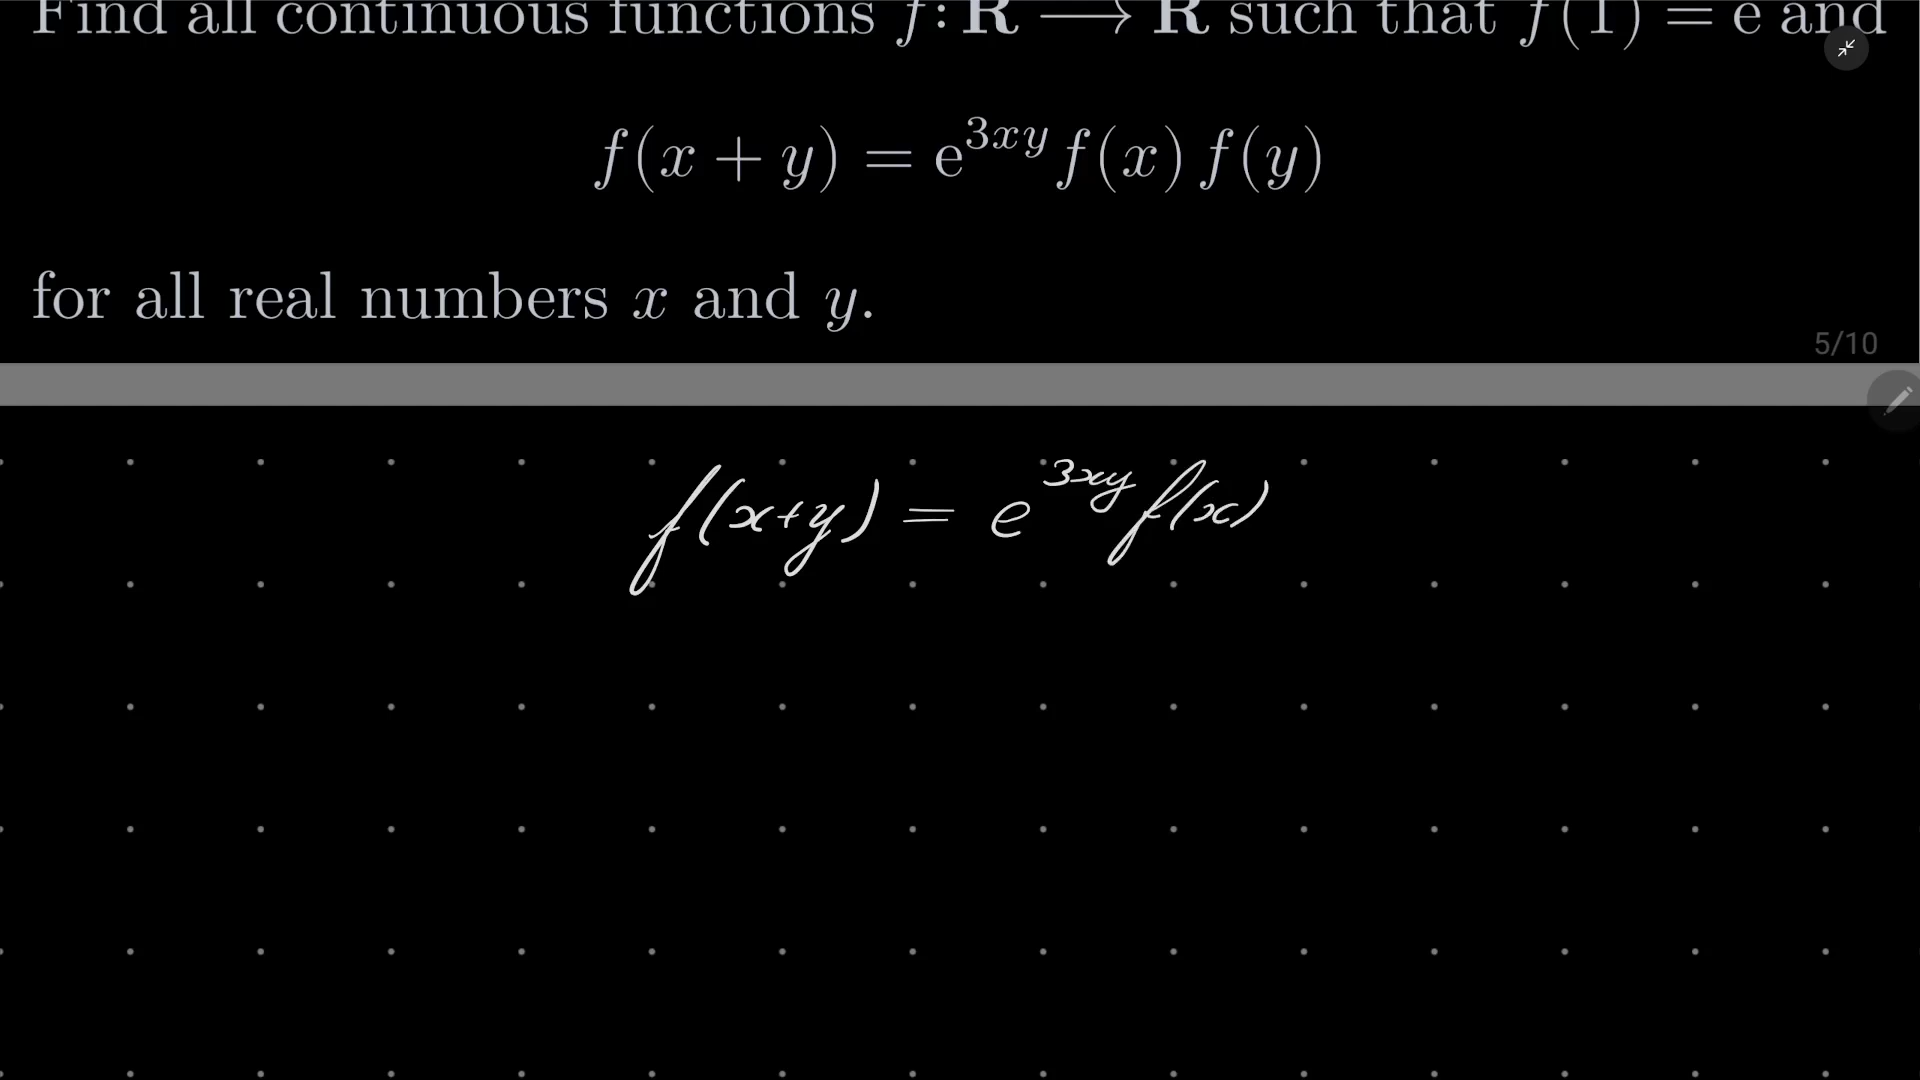 Find all continuous functions f: R ⟶ R such that f(1) = e and
f(x + y) = e^{3xy} f(x) f(y)
for all real numbers x and y.
5/10
f(x+y) = e^{3xy} f(x)